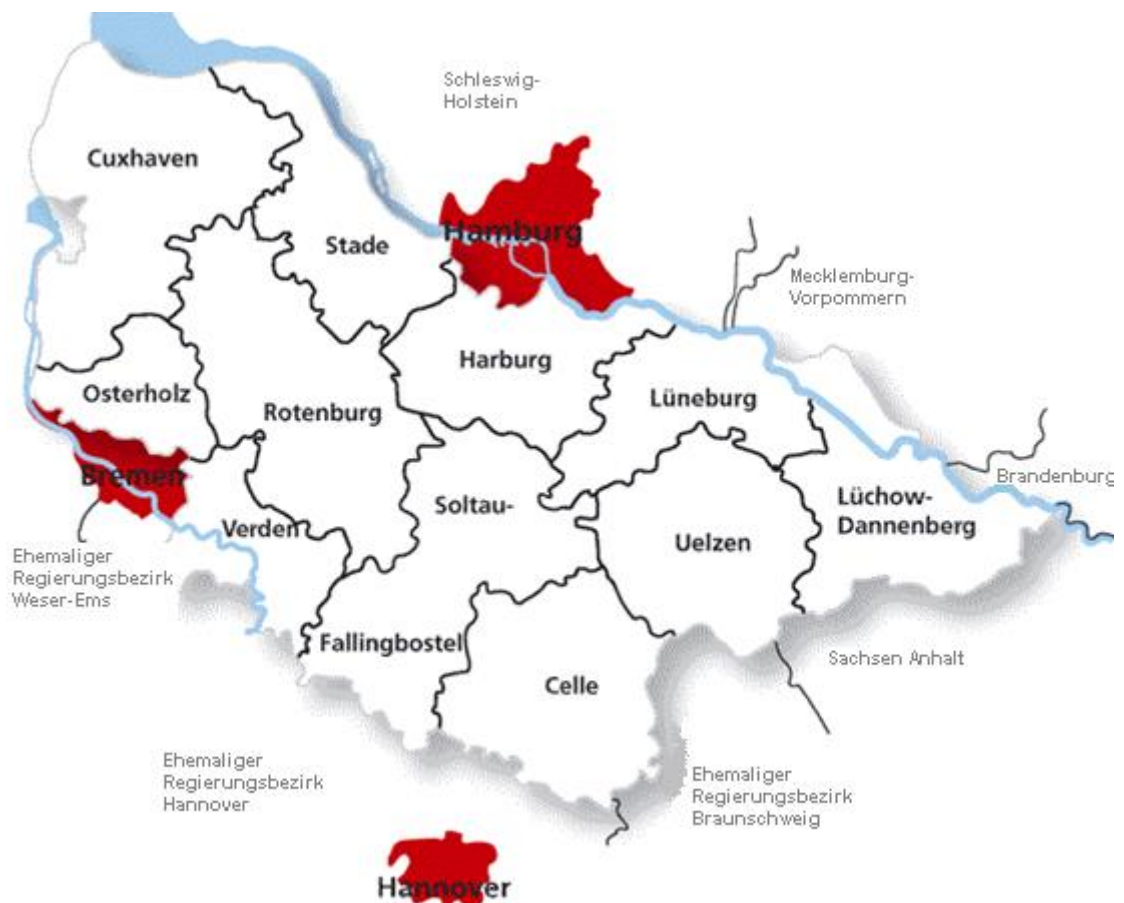 Schleswig-
Holstein
Cuxhaven
Hamburg
Stade
Mecklemburg-
Vorpommern
Harburg
Osterholz
Lüneburg
Rotenburg
Bremen
Brandenburg
Lüchow-
Dannenberg
Soltau-
Verden
Uelzen
Ehemaliger
Regierungsbezirk
Weser-Ems
Fallingbostel
Sachsen Anhalt
Celle
Ehemaliger
Regierungsbezirk
Hannover
Ehemaliger
Regierungsbezirk
Braunschweig
Hannover